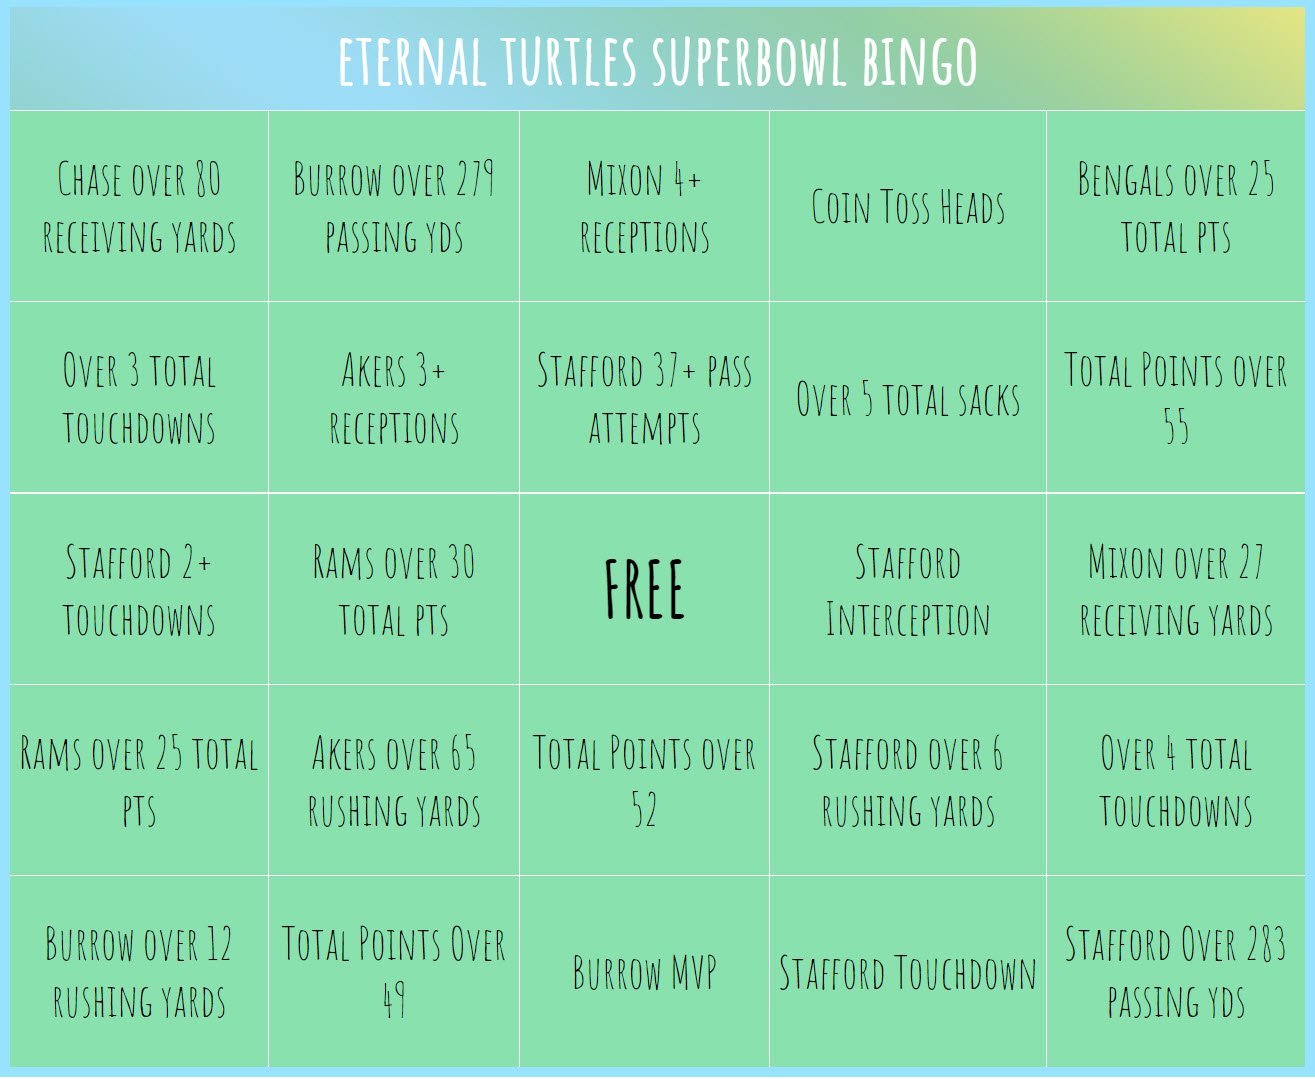 ETERNAL TURTLES SUPERBOWL BINGO
CHASE OVER 80
RECEIVING YARDS
BURROW OVER 279
PASSING YDS
MIXON 4+
RECEPTIONS
COIN TOSS HEADS
BENGALS OVER 25
TOTAL PTS
OVER 3 TOTAL
TOUCHDOWNS
AKERS 3+
RECEPTIONS
STAFFORD 37+ PASS
ATTEMPTS
OVER 5 TOTAL SACKS
TOTAL POINTS OVER
55
STAFFORD 2+
TOUCHDOWNS
RAMS OVER 30
TOTAL PTS
FREE
STAFFORD
INTERCEPTION
MIXON OVER 27
RECEIVING YARDS
RAMS OVER 25 TOTAL
PTS
AKERS OVER 65
RUSHING YARDS
TOTAL POINTS OVER
52
STAFFORD OVER 6
RUSHING YARDS
OVER 4 TOTAL
TOUCHDOWNS
BURROW OVER 12
RUSHING YARDS
TOTAL POINTS OVER
49
BURROW MVP
STAFFORD TOUCHDOWN
STAFFORD OVER 283
PASSING YDS